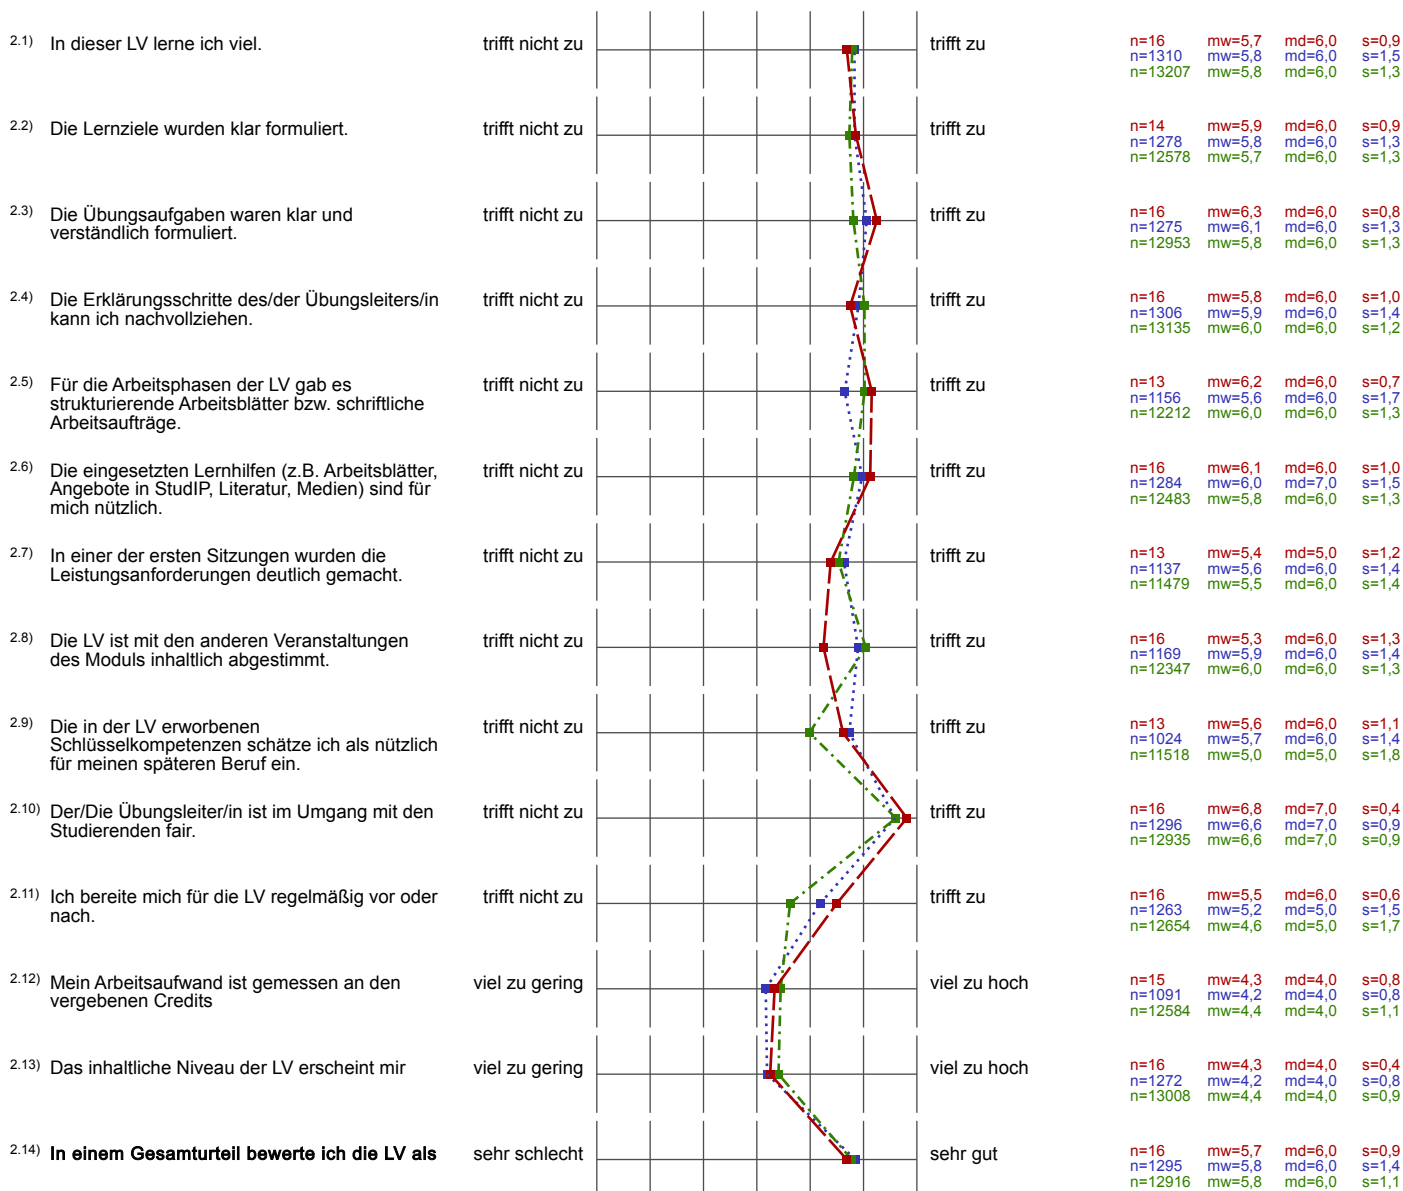 2.1) In dieser LV lerne ich viel. trifft nicht zu trifft zu n=16 mw=5,7 md=6,0 s=0,9
n=1310 mw=5,8 md=6,0 s=1,5
n=13207 mw=5,8 md=6,0 s=1,3
2.2) Die Lernziele wurden klar formuliert. trifft nicht zu trifft zu n=14 mw=5,9 md=6,0 s=0,9
n=1278 mw=5,8 md=6,0 s=1,3
n=12578 mw=5,7 md=6,0 s=1,3
2.3) Die Übungsaufgaben waren klar und trifft nicht zu trifft zu n=16 mw=6,3 md=6,0 s=0,8
verständlich formuliert. n=1275 mw=6,1 md=6,0 s=1,3
n=12953 mw=5,8 md=6,0 s=1,3
2.4) Die Erklärungsschritte des/der Übungsleiters/in trifft nicht zu trifft zu n=16 mw=5,8 md=6,0 s=1,0
kann ich nachvollziehen. n=1306 mw=5,9 md=6,0 s=1,4
n=13135 mw=6,0 md=6,0 s=1,2
2.5) Für die Arbeitsphasen der LV gab es trifft nicht zu trifft zu n=13 mw=6,2 md=6,0 s=0,7
strukturierende Arbeitsblätter bzw. schriftliche n=1156 mw=5,6 md=6,0 s=1,7
Arbeitsaufträge. n=12212 mw=6,0 md=6,0 s=1,3
2.6) Die eingesetzten Lernhilfen (z.B. Arbeitsblätter, trifft nicht zu trifft zu n=16 mw=6,1 md=6,0 s=1,0
Angebote in StudIP, Literatur, Medien) sind für n=1284 mw=6,0 md=7,0 s=1,5
mich nützlich. n=12483 mw=5,8 md=6,0 s=1,3
2.7) In einer der ersten Sitzungen wurden die trifft nicht zu trifft zu n=13 mw=5,4 md=5,0 s=1,2
Leistungsanforderungen deutlich gemacht. n=1137 mw=5,6 md=6,0 s=1,4
n=11479 mw=5,5 md=6,0 s=1,4
2.8) Die LV ist mit den anderen Veranstaltungen trifft nicht zu trifft zu n=16 mw=5,3 md=6,0 s=1,3
des Moduls inhaltlich abgestimmt. n=1169 mw=5,9 md=6,0 s=1,4
n=12347 mw=6,0 md=6,0 s=1,3
2.9) Die in der LV erworbenen trifft nicht zu trifft zu n=13 mw=5,6 md=6,0 s=1,1
Schlüsselkompetenzen schätze ich als nützlich n=1024 mw=5,7 md=6,0 s=1,4
für meinen späteren Beruf ein. n=11518 mw=5,0 md=5,0 s=1,8
2.10) Der/Die Übungsleiter/in ist im Umgang mit den trifft nicht zu trifft zu n=16 mw=6,8 md=7,0 s=0,4
Studierenden fair. n=1296 mw=6,6 md=7,0 s=0,9
n=12935 mw=6,6 md=7,0 s=0,9
2.11) Ich bereite mich für die LV regelmäßig vor oder trifft nicht zu trifft zu n=16 mw=5,5 md=6,0 s=0,6
nach. n=1263 mw=5,2 md=5,0 s=1,5
n=12654 mw=4,6 md=5,0 s=1,7
2.12) Mein Arbeitsaufwand ist gemessen an den viel zu gering viel zu hoch n=15 mw=4,3 md=4,0 s=0,8
vergebenen Credits n=1091 mw=4,2 md=4,0 s=0,8
n=12584 mw=4,4 md=4,0 s=1,1
2.13) Das inhaltliche Niveau der LV erscheint mir viel zu gering viel zu hoch n=16 mw=4,3 md=4,0 s=0,4
n=1272 mw=4,2 md=4,0 s=0,8
n=13008 mw=4,4 md=4,0 s=0,9
2.14) In einem Gesamturteil bewerte ich die LV als sehr schlecht sehr gut n=16 mw=5,7 md=6,0 s=0,9
n=1295 mw=5,8 md=6,0 s=1,4
n=12916 mw=5,8 md=6,0 s=1,1